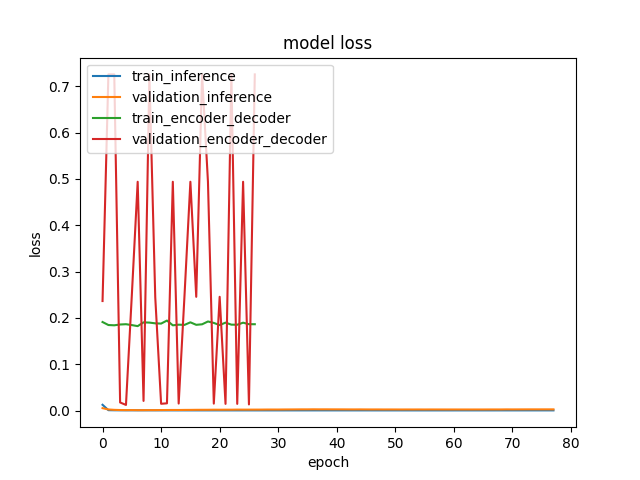 model loss
train_inference
validation_inference
train_encoder_decoder
validation_encoder_decoder
0.7
0.6
0.5
0.4
0.3
0.2
0.1
0.0
loss
0 10 20 30 40 50 60 70 80
epoch